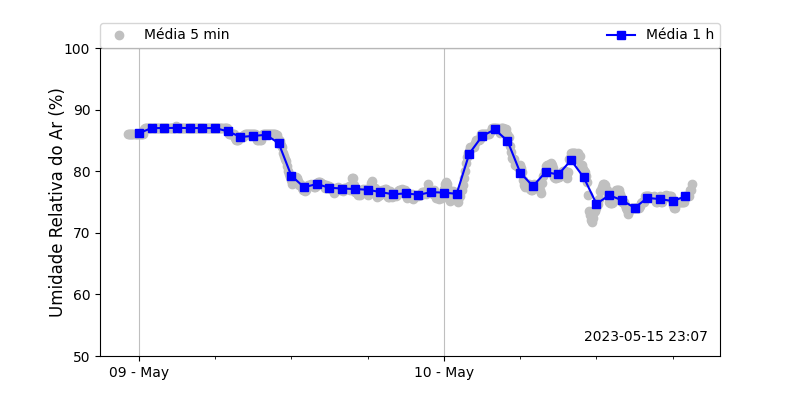 Média 5 min
Média 1 h
Umidade Relativa do Ar (%)
100
90
80
70
60
50
2023-05-15 23:07
09 - May
10 - May